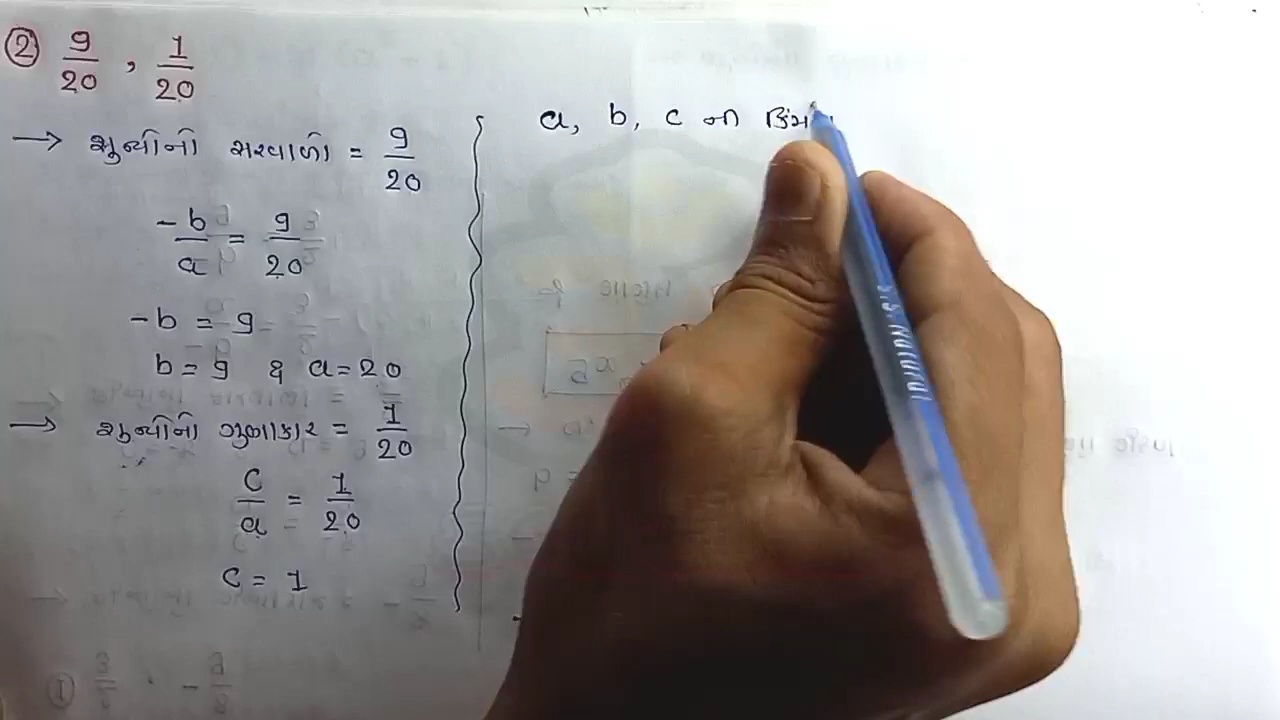 ② 9/20 , 1/20
→ શૂન્યોનો સરવાળો = 9/20
-b/a = 9/20
-b = 9
b = 9 & a = 20
→ શૂન્યોનો ગુણાકાર = 1/20
c/a = 1/20
c = 1
a, b, c ની